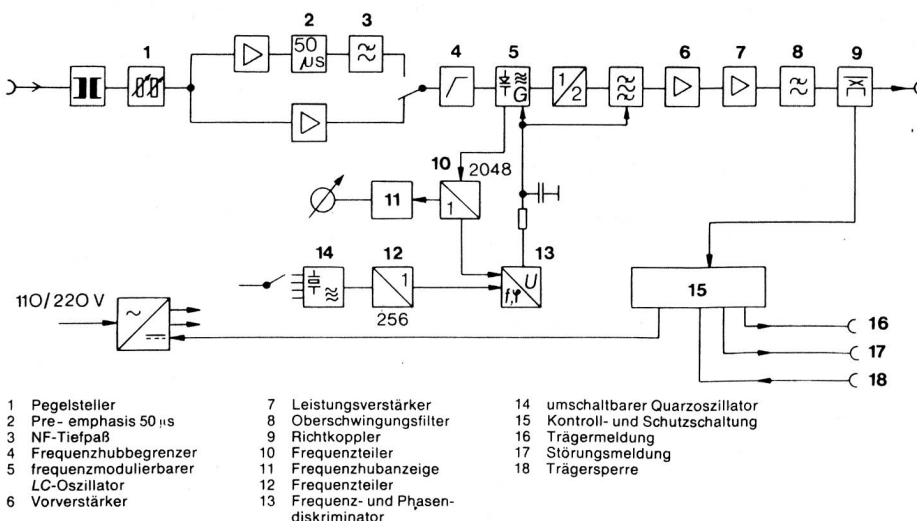 1
2
3
50
µs
4
5
G
1/2
6
7
8
9
10
2048
1
11
14
12
1
256
13
U
f,φ
15
110/220 V
16
17
18
1 Pegelsteller
2 Pre-emphasis 50 µs
3 NF-Tiefpaß
4 Frequenzhubbegrenzer
5 frequenzmodulierbarer
LC-Oszillator
6 Vorverstärker
7 Leistungsverstärker
8 Oberschwingungsfilter
9 Richtkoppler
10 Frequenzteiler
11 Frequenzhubanzeige
12 Frequenzteiler
13 Frequenz- und Phasen-
diskriminator
14 umschaltbarer Quarzoszillator
15 Kontroll- und Schutzschaltung
16 Trägermeldung
17 Störungsmeldung
18 Trägersperre